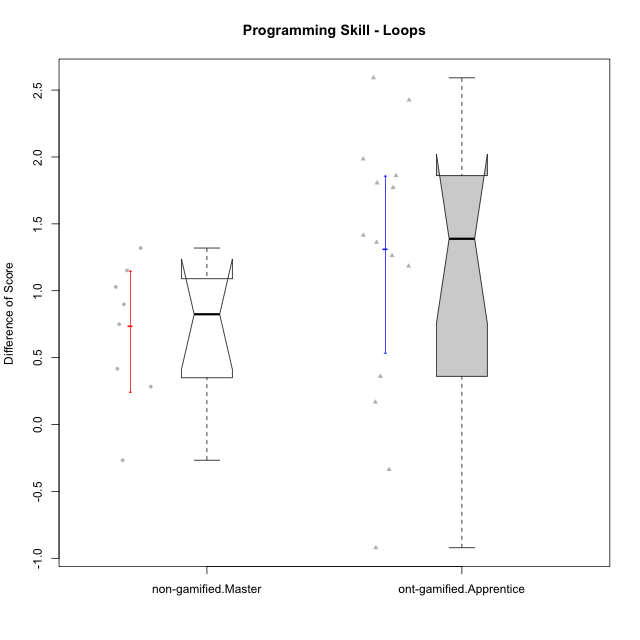 Programming Skill - Loops
Difference of Score
2.5
2.0
1.5
1.0
0.5
0.0
-0.5
-1.0
non-gamified.Master
ont-gamified.Apprentice